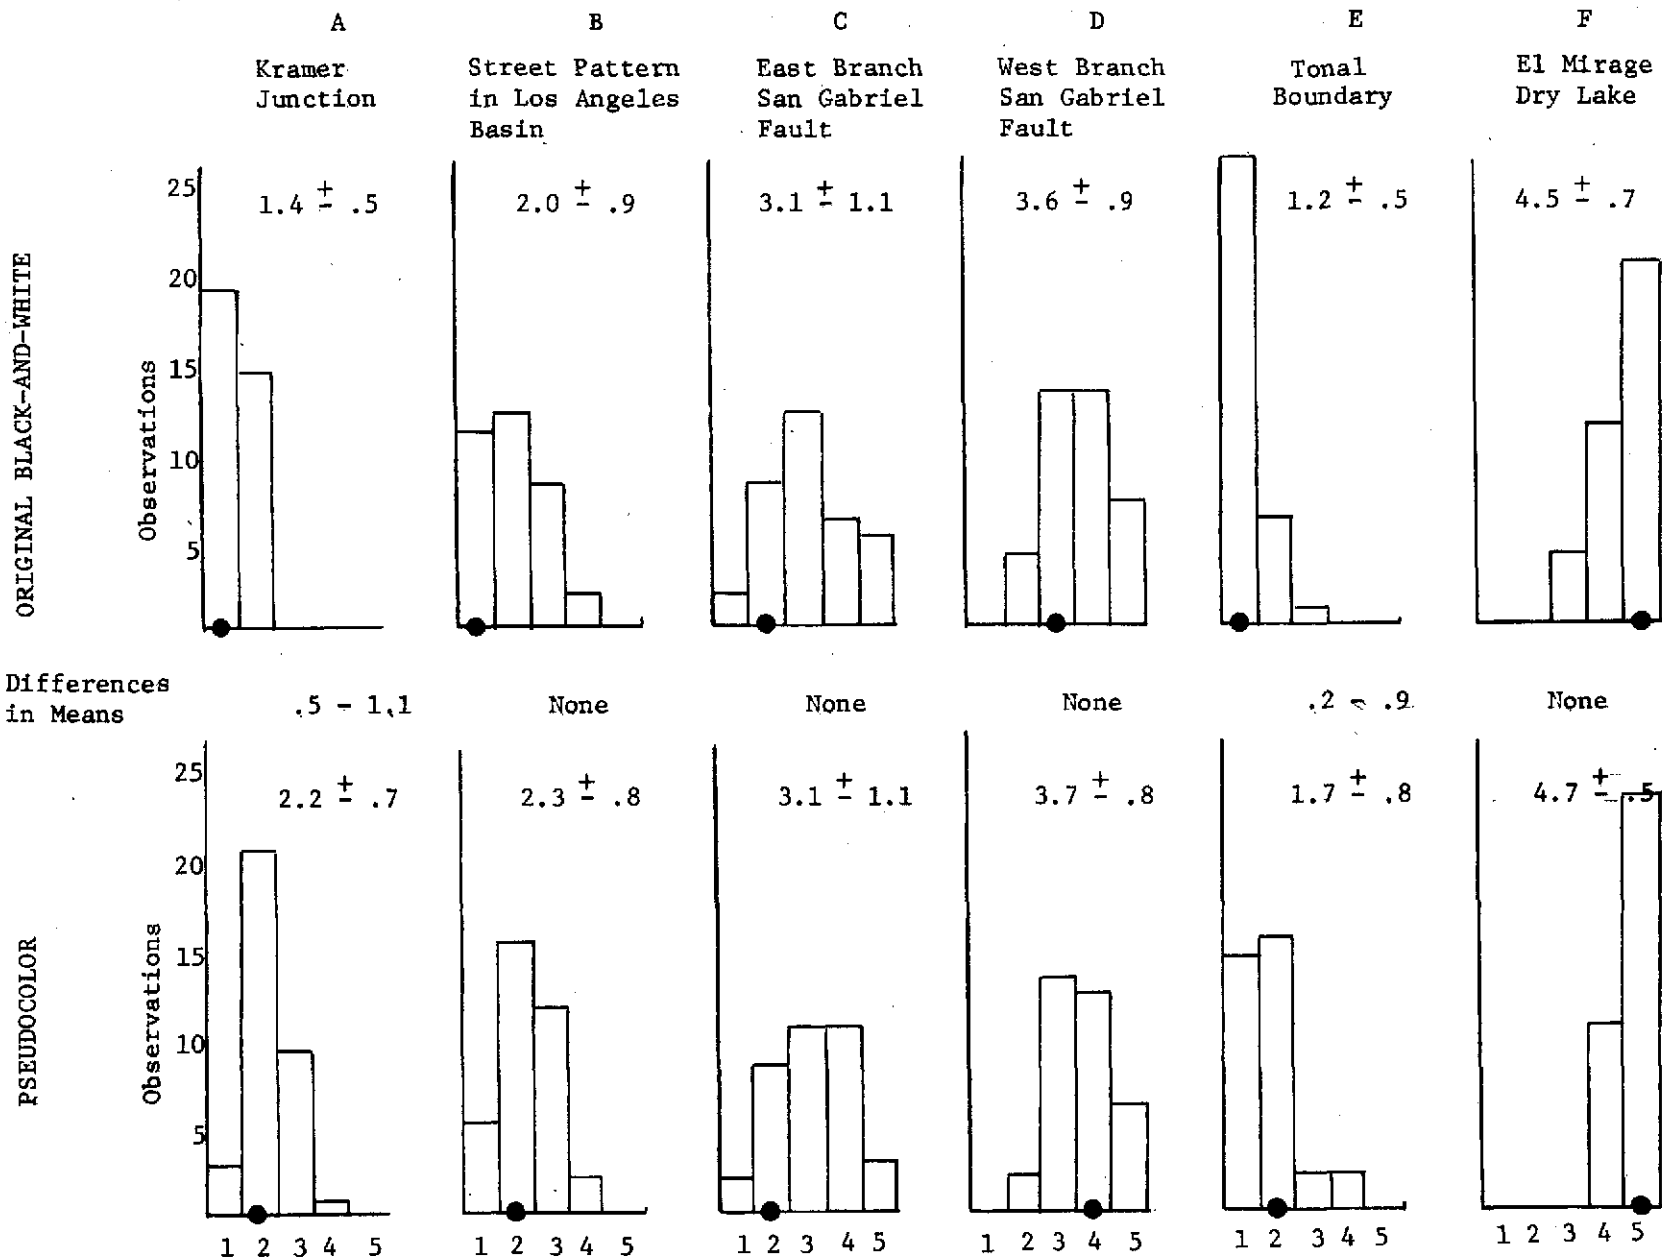 A B C D E F
Kramer Junction
Street Pattern in Los Angeles Basin
East Branch San Gabriel Fault
West Branch San Gabriel Fault
Tonal Boundary
El Mirage Dry Lake
ORIGINAL BLACK-AND-WHITE
Observations
25
20
15
10
5
1.4 ± .5 2.0 ± .9 3.1 ± 1.1 3.6 ± .9 1.2 ± .5 4.5 ± .7
Differences in Means
.5 - 1.1 None None None .2 - .9 None
PSEUDOCOLOR
Observations
25
20
15
10
5
2.2 ± .7 2.3 ± .8 3.1 ± 1.1 3.7 ± .8 1.7 ± .8 4.7 ± .5
1 2 3 4 5 1 2 3 4 5 1 2 3 4 5 1 2 3 4 5 1 2 3 4 5 1 2 3 4 5